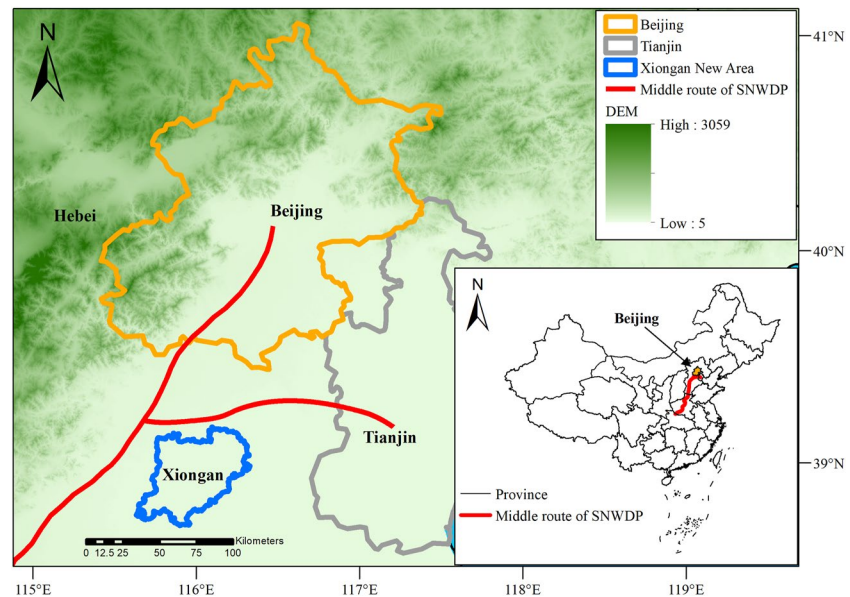 N
Beijing
Tianjin
Xiongan New Area
Middle route of SNWDP
DEM
High : 3059
Low : 5
41°N
40°N
39°N
Hebei
Beijing
Tianjin
Xiongan
Kilometers
0 12.5 25 50 75 100
N
Beijing
Province
Middle route of SNWDP
115°E 116°E 117°E 118°E 119°E